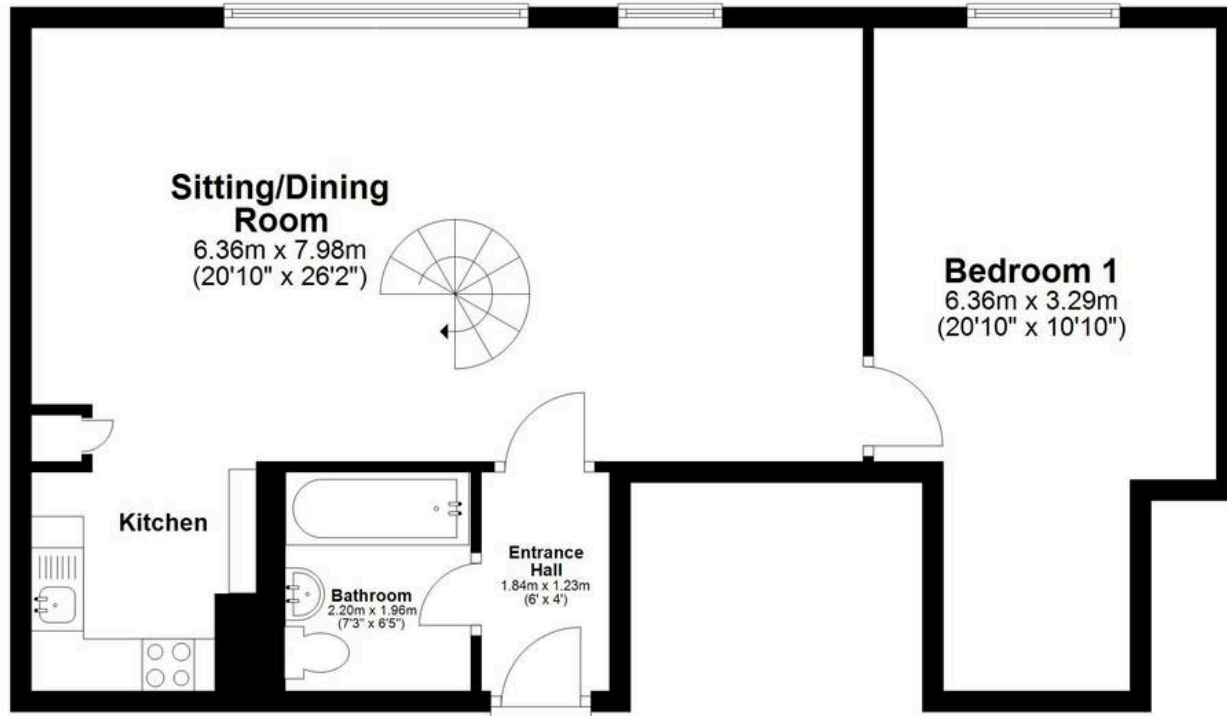 Sitting/Dining
Room
6.36m x 7.98m
(20'10" x 26'2")
Bedroom 1
6.36m x 3.29m
(20'10" x 10'10")
Kitchen
Bathroom
2.20m x 1.96m
(7'3" x 6'5")
Entrance
Hall
1.84m x 1.23m
(6' x 4')